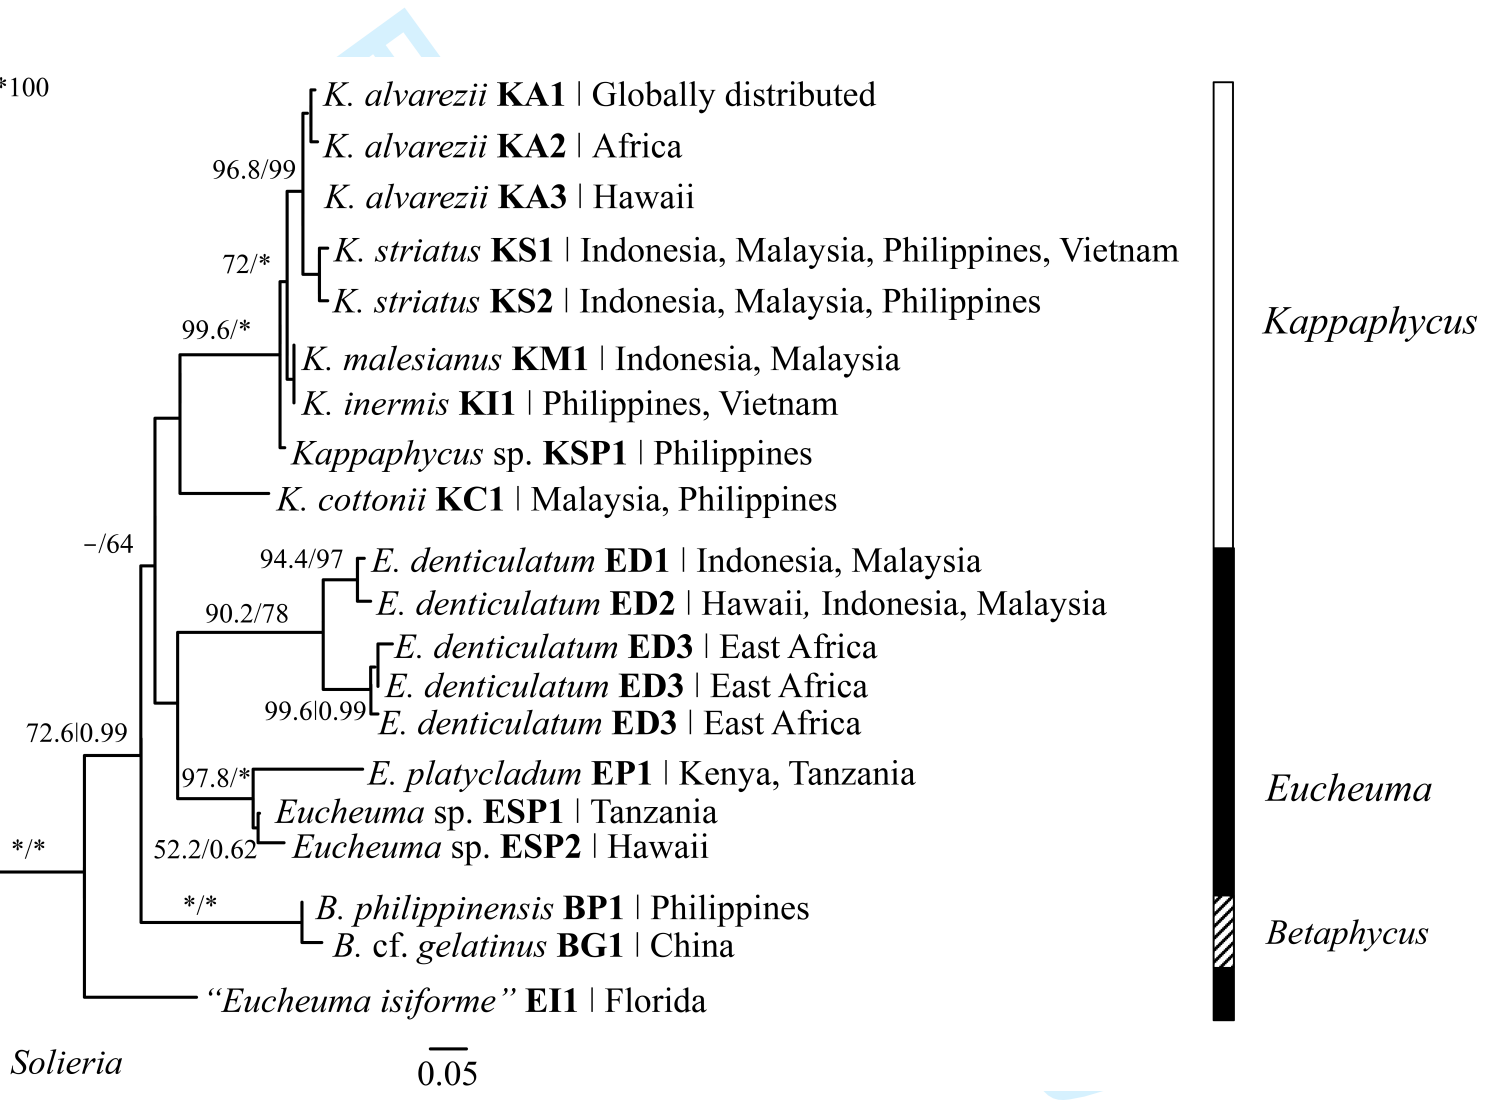 *100
K. alvarezii KA1 | Globally distributed
K. alvarezii KA2 | Africa
96.8/99
K. alvarezii KA3 | Hawaii
K. striatus KS1 | Indonesia, Malaysia, Philippines, Vietnam
72/*
K. striatus KS2 | Indonesia, Malaysia, Philippines
Kappaphycus
99.6/*
K. malesianus KM1 | Indonesia, Malaysia
K. inermis KI1 | Philippines, Vietnam
Kappaphycus sp. KSP1 | Philippines
K. cottonii KC1 | Malaysia, Philippines
–/64
94.4/97
E. denticulatum ED1 | Indonesia, Malaysia
E. denticulatum ED2 | Hawaii, Indonesia, Malaysia
90.2/78
E. denticulatum ED3 | East Africa
E. denticulatum ED3 | East Africa
99.6|0.99
E. denticulatum ED3 | East Africa
72.6|0.99
97.8/*
E. platycladum EP1 | Kenya, Tanzania
Eucheuma
Eucheuma sp. ESP1 | Tanzania
*/*
52.2/0.62
Eucheuma sp. ESP2 | Hawaii
*/*
B. philippinensis BP1 | Philippines
Betaphycus
B. cf. gelatinus BG1 | China
“Eucheuma isiforme” EI1 | Florida
Solieria
0.05